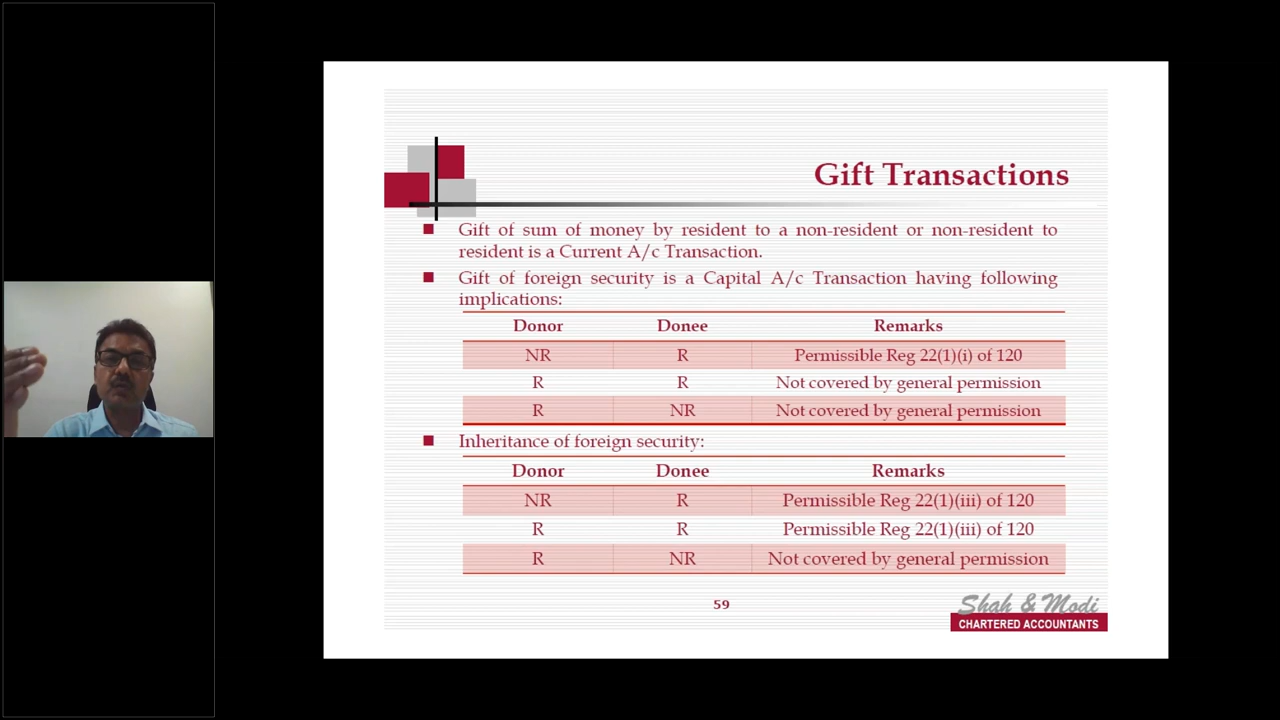 Gift Transactions
Gift of sum of money by resident to a non-resident or non-resident to
resident is a Current A/c Transaction.
Gift of foreign security is a Capital A/c Transaction having following
implications:
Donor Donee Remarks
NR R Permissible Reg 22(1)(i) of 120
R R Not covered by general permission
R NR Not covered by general permission
Inheritance of foreign security:
Donor Donee Remarks
NR R Permissible Reg 22(1)(iii) of 120
R R Permissible Reg 22(1)(iii) of 120
R NR Not covered by general permission
59
Shah & Modi
CHARTERED ACCOUNTANTS